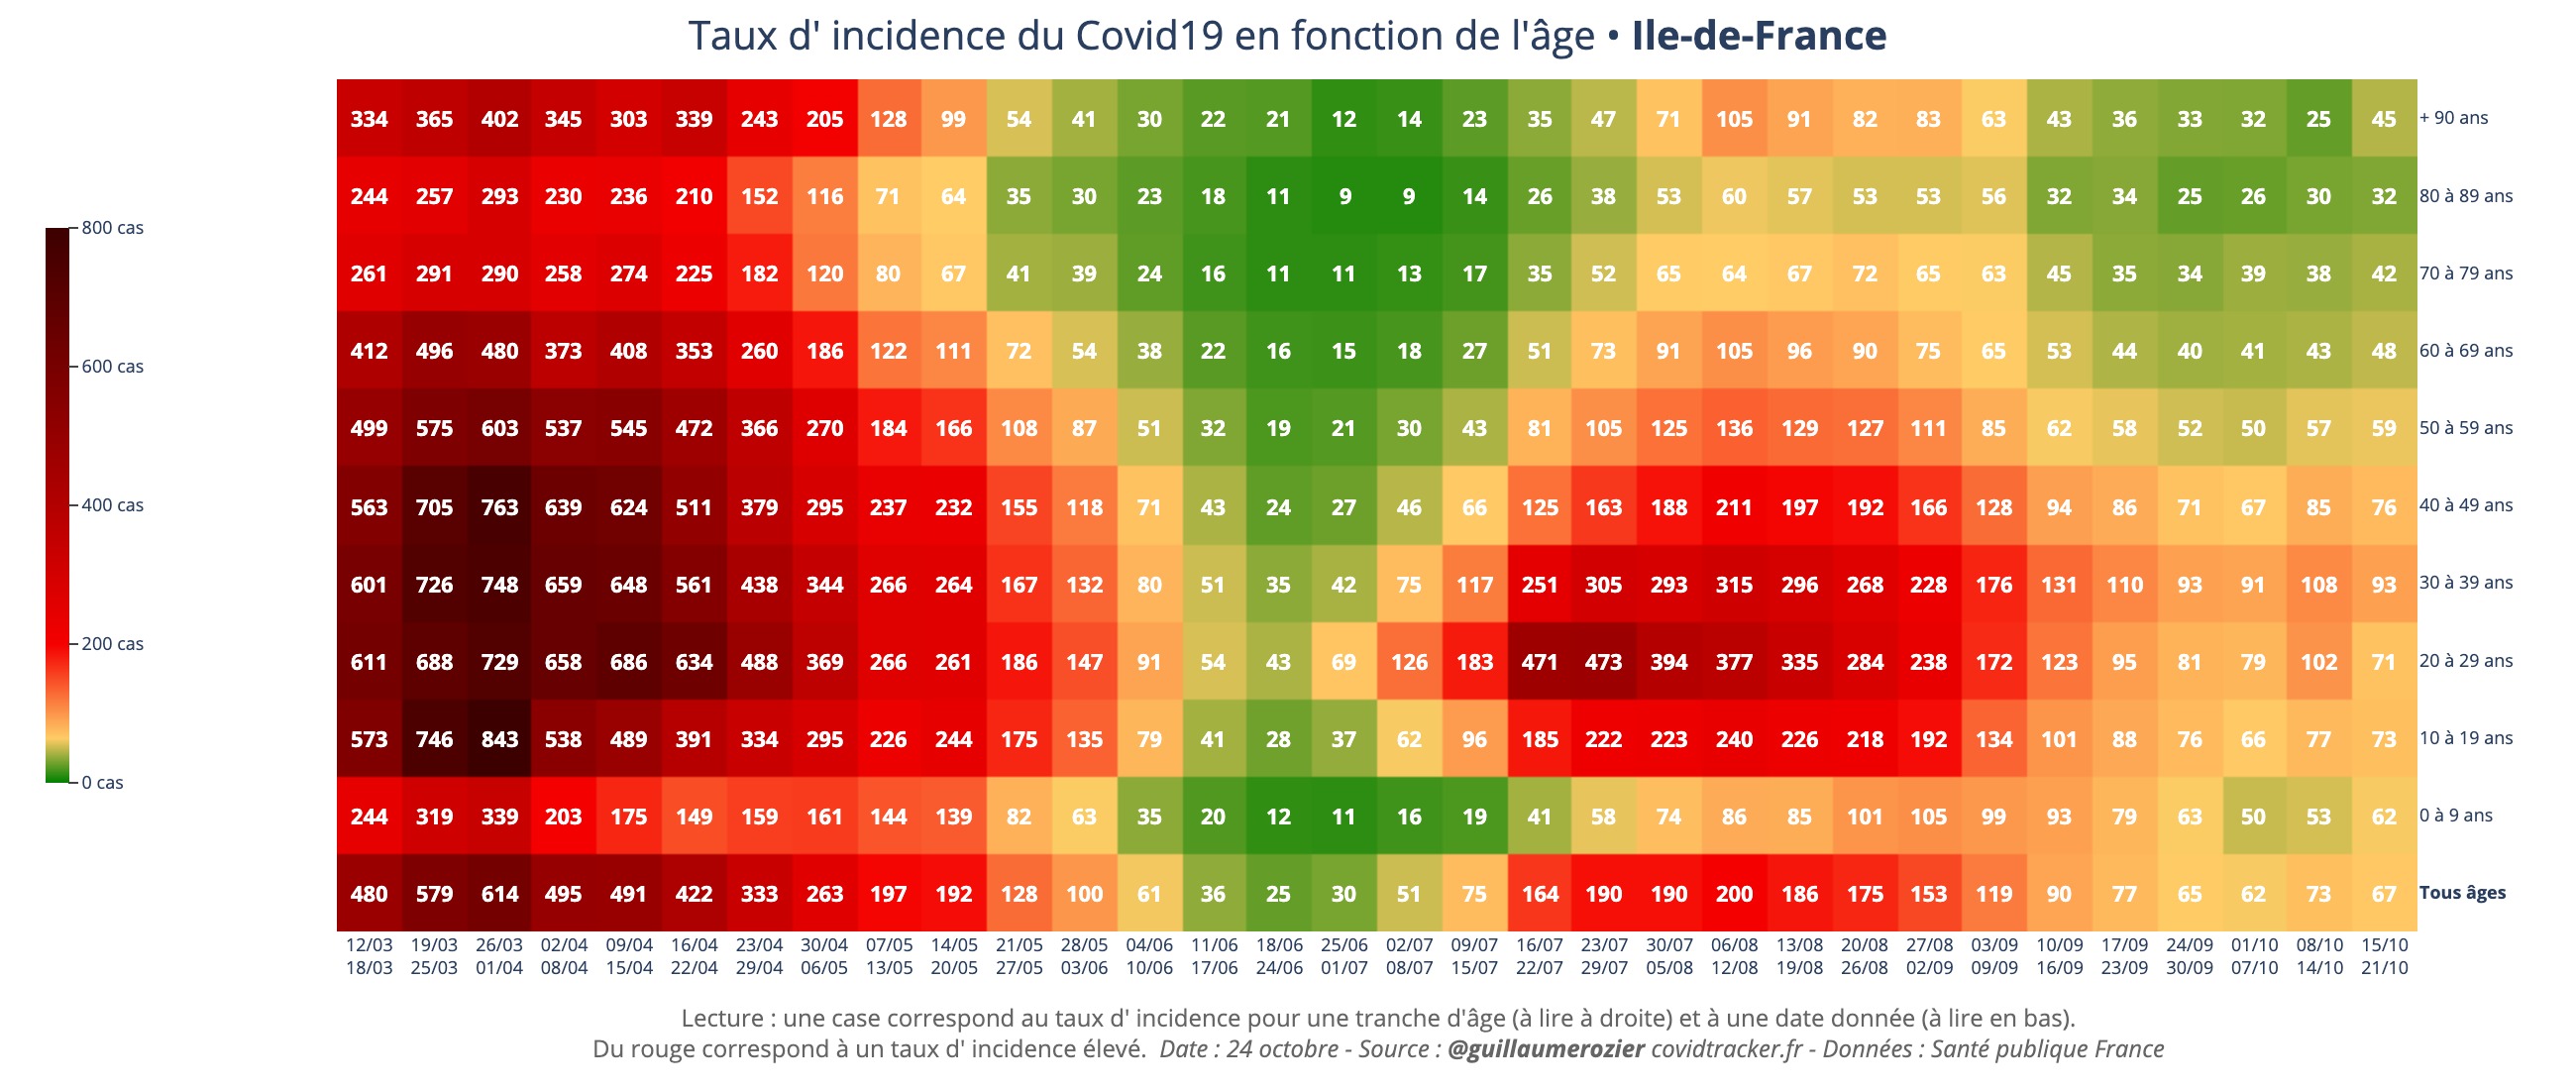 Taux d' incidence du Covid19 en fonction de l'âge • Ile-de-France
800 cas
600 cas
400 cas
200 cas
0 cas
334 365 402 345 303 339 243 205 128 99 54 41 30 22 21 12 14 23 35 47 71 105 91 82 83 63 43 36 33 32 25 45 + 90 ans
244 257 293 230 236 210 152 116 71 64 35 30 23 18 11 9 9 14 26 38 53 60 57 53 53 56 32 34 25 26 30 32 80 à 89 ans
261 291 290 258 274 225 182 120 80 67 41 39 24 16 11 11 13 17 35 52 65 64 67 72 65 63 45 35 34 39 38 42 70 à 79 ans
412 496 480 373 408 353 260 186 122 111 72 54 38 22 16 15 18 27 51 73 91 105 96 90 75 65 53 44 40 41 43 48 60 à 69 ans
499 575 603 537 545 472 366 270 184 166 108 87 51 32 19 21 30 43 81 105 125 136 129 127 111 85 62 58 52 50 57 59 50 à 59 ans
563 705 763 639 624 511 379 295 237 232 155 118 71 43 24 27 46 66 125 163 188 211 197 192 166 128 94 86 71 67 85 76 40 à 49 ans
601 726 748 659 648 561 438 344 266 264 167 132 80 51 35 42 75 117 251 305 293 315 296 268 228 176 131 110 93 91 108 93 30 à 39 ans
611 688 729 658 686 634 488 369 266 261 186 147 91 54 43 69 126 183 471 473 394 377 335 284 238 172 123 95 81 79 102 71 20 à 29 ans
573 746 843 538 489 391 334 295 226 244 175 135 79 41 28 37 62 96 185 222 223 240 226 218 192 134 101 88 76 66 77 73 10 à 19 ans
244 319 339 203 175 149 159 161 144 139 82 63 35 20 12 11 16 19 41 58 74 86 85 101 105 99 93 79 63 50 53 62 0 à 9 ans
480 579 614 495 491 422 333 263 197 192 128 100 61 36 25 30 51 75 164 190 190 200 186 175 153 119 90 77 65 62 73 67 Tous âges
12/03 19/03 26/03 02/04 09/04 16/04 23/04 30/04 07/05 14/05 21/05 28/05 04/06 11/06 18/06 25/06 02/07 09/07 16/07 23/07 30/07 06/08 13/08 20/08 27/08 03/09 10/09 17/09 24/09 01/10 08/10 15/10
18/03 25/03 01/04 08/04 15/04 22/04 29/04 06/05 13/05 20/05 27/05 03/06 10/06 17/06 24/06 01/07 08/07 15/07 22/07 29/07 05/08 12/08 19/08 26/08 02/09 09/09 16/09 23/09 30/09 07/10 14/10 21/10
Lecture : une case correspond au taux d' incidence pour une tranche d'âge (à lire à droite) et à une date donnée (à lire en bas).
Du rouge correspond à un taux d' incidence élevé. Date : 24 octobre - Source : @guillaumerozier covidtracker.fr - Données : Santé publique France